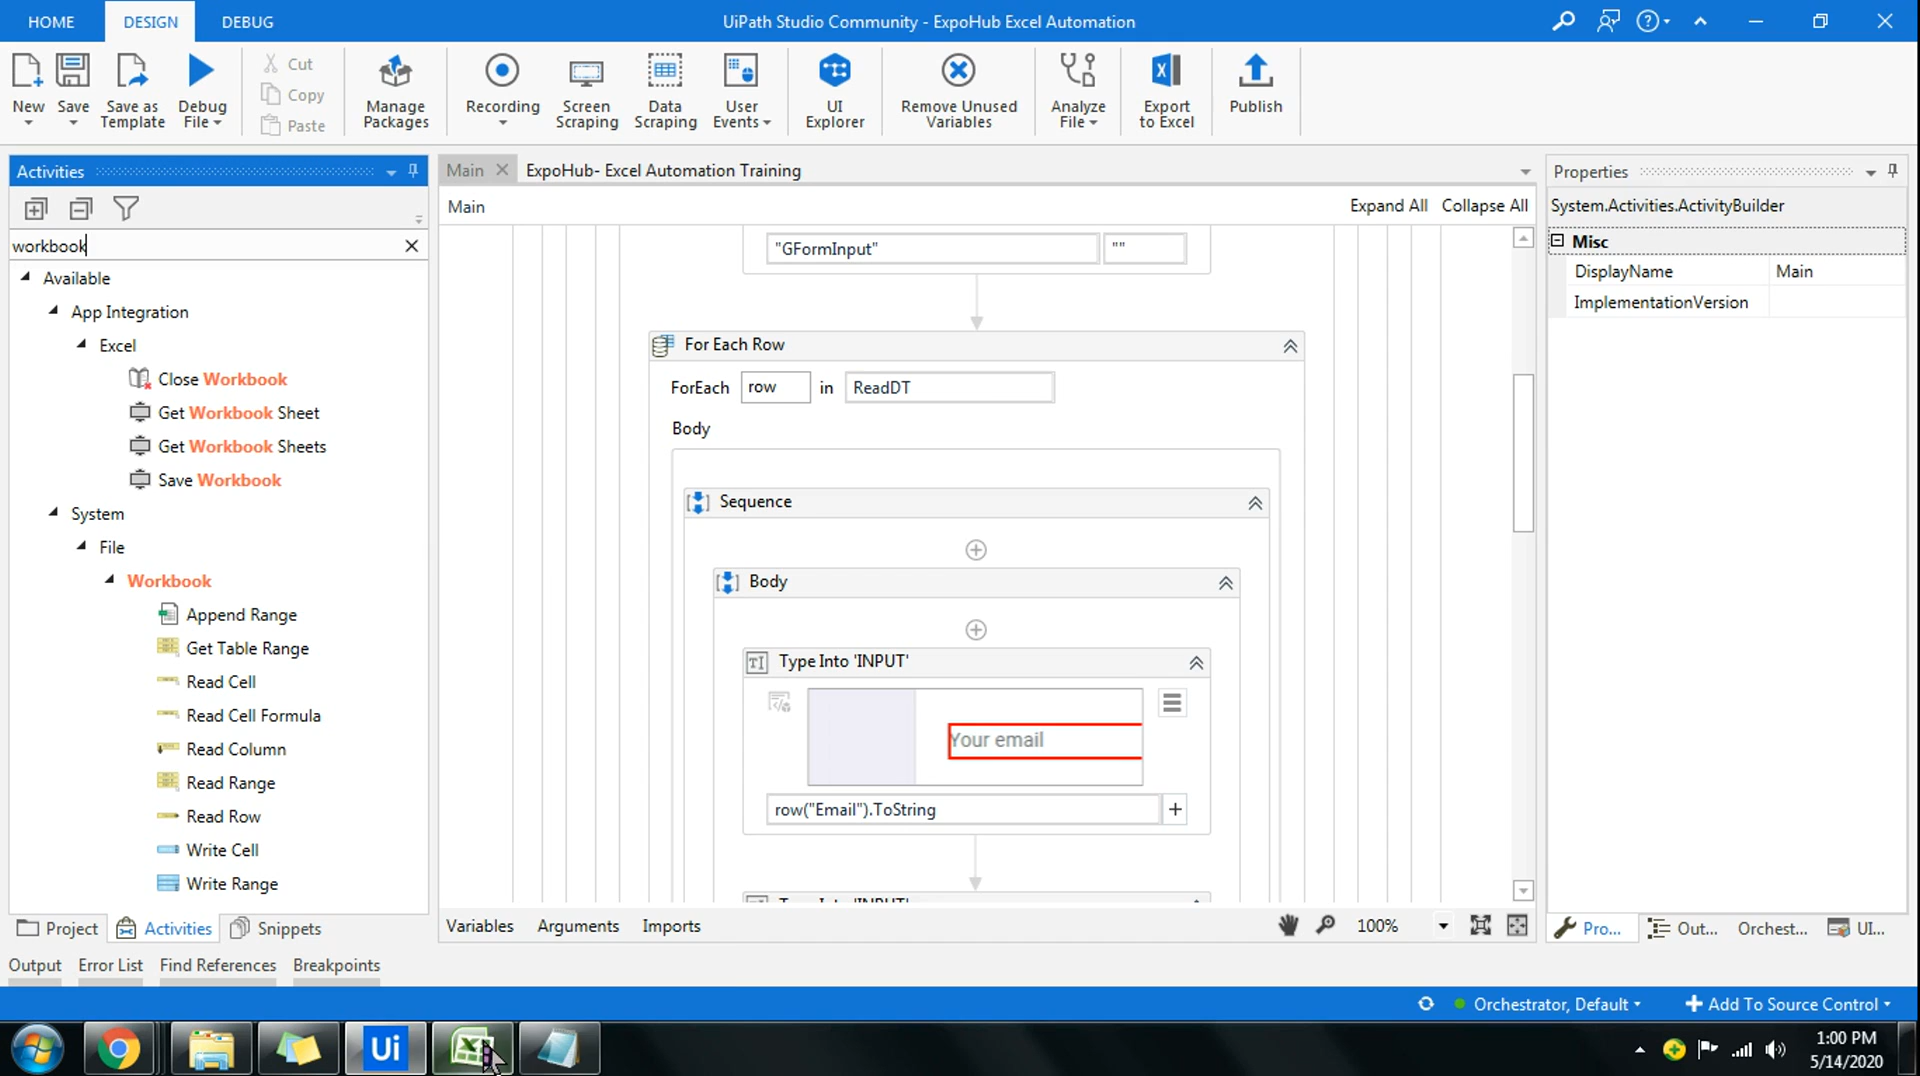 HOME DESIGN DEBUG
UiPath Studio Community - ExpoHub Excel Automation
New
Save
Save as Template
Debug File
Cut
Copy
Paste
Manage Packages
Recording
Screen Scraping
Data Scraping
User Events
UI Explorer
Remove Unused Variables
Analyze File
Export to Excel
Publish
Activities
workbook
Available
App Integration
Excel
Close Workbook
Get Workbook Sheet
Get Workbook Sheets
Save Workbook
System
File
Workbook
Append Range
Get Table Range
Read Cell
Read Cell Formula
Read Column
Read Range
Read Row
Write Cell
Write Range
Project Activities Snippets
Main ExpoHub- Excel Automation Training
Main Expand All Collapse All
"GFormInput" ""
For Each Row
ForEach row in ReadDT
Body
Sequence
Body
Type Into 'INPUT'
Your email
row("Email").ToString
Variables Arguments Imports 100%
Properties
System.Activities.ActivityBuilder
Misc
DisplayName Main
ImplementationVersion
Pro... Out... Orchest... UI...
Output Error List Find References Breakpoints
Orchestrator, Default Add To Source Control
Ui
1:00 PM
5/14/2020